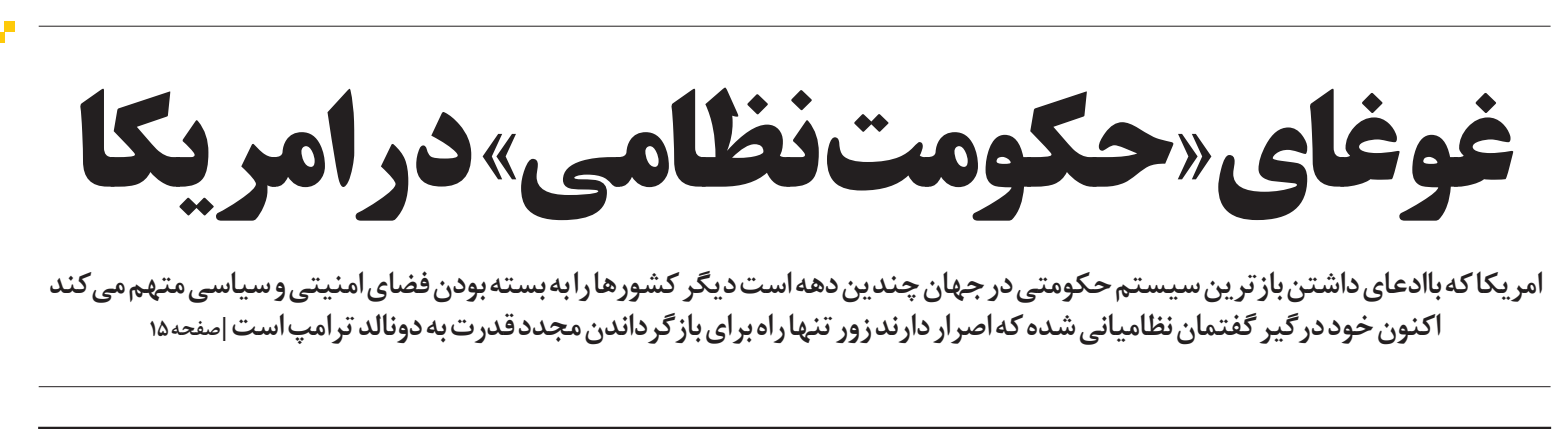 غوغای «حکومت نظامی» در امریکا
امریکا که با ادعای داشتن بازترین سیستم حکومتی در جهان چندین دهه است دیگر کشورها را به بسته بودن فضای امنیتی و سیاسی متهم می‌کند
اکنون خود درگیر گفتمان نظامیانی شده که اصرار دارند زور تنها راه برای بازگرداندن مجدد قدرت به دونالد ترامپ است | صفحه ۱۵